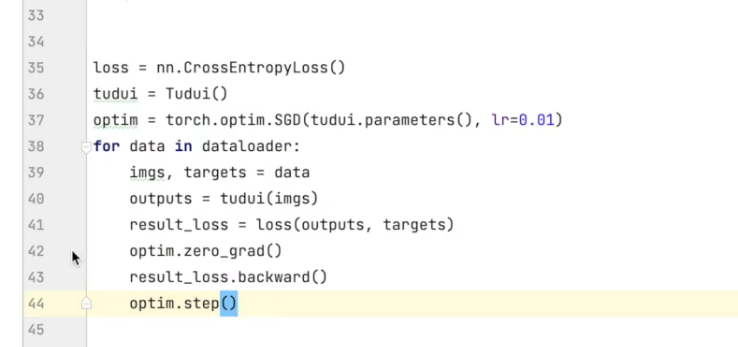 33
34
35 loss = nn.CrossEntropyLoss()
36 tudui = Tudui()
37 optim = torch.optim.SGD(tudui.parameters(), lr=0.01)
38 for data in dataloader:
39     imgs, targets = data
40     outputs = tudui(imgs)
41     result_loss = loss(outputs, targets)
42     optim.zero_grad()
43     result_loss.backward()
44     optim.step()
45